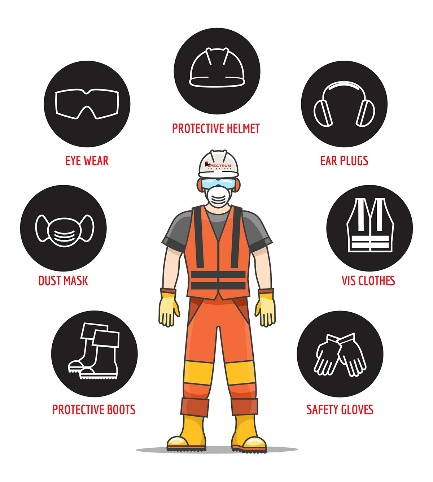 PROTECTIVE HELMET
EYE WEAR
EAR PLUGS
DUST MASK
VIS CLOTHES
PROTECTIVE BOOTS
SAFETY GLOVES